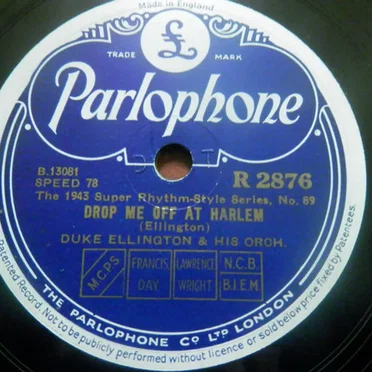 Made in England
£
TRADE MARK
Parlophone
B.13081
SPEED 78
R 2876
The 1943 Super Rhythm-Style Series, No. 69
DROP ME OFF AT HARLEM
(Ellington)
DUKE ELLINGTON & HIS ORCH.
M.C.P.S.
FRANCIS DAY
LAWRENCE WRIGHT
N.C.B.
B.I.E.M.
THE PARLOPHONE CO LTD LONDON
Patented Record. Not to be publicly performed without licence or sold below price fixed by Patentees.